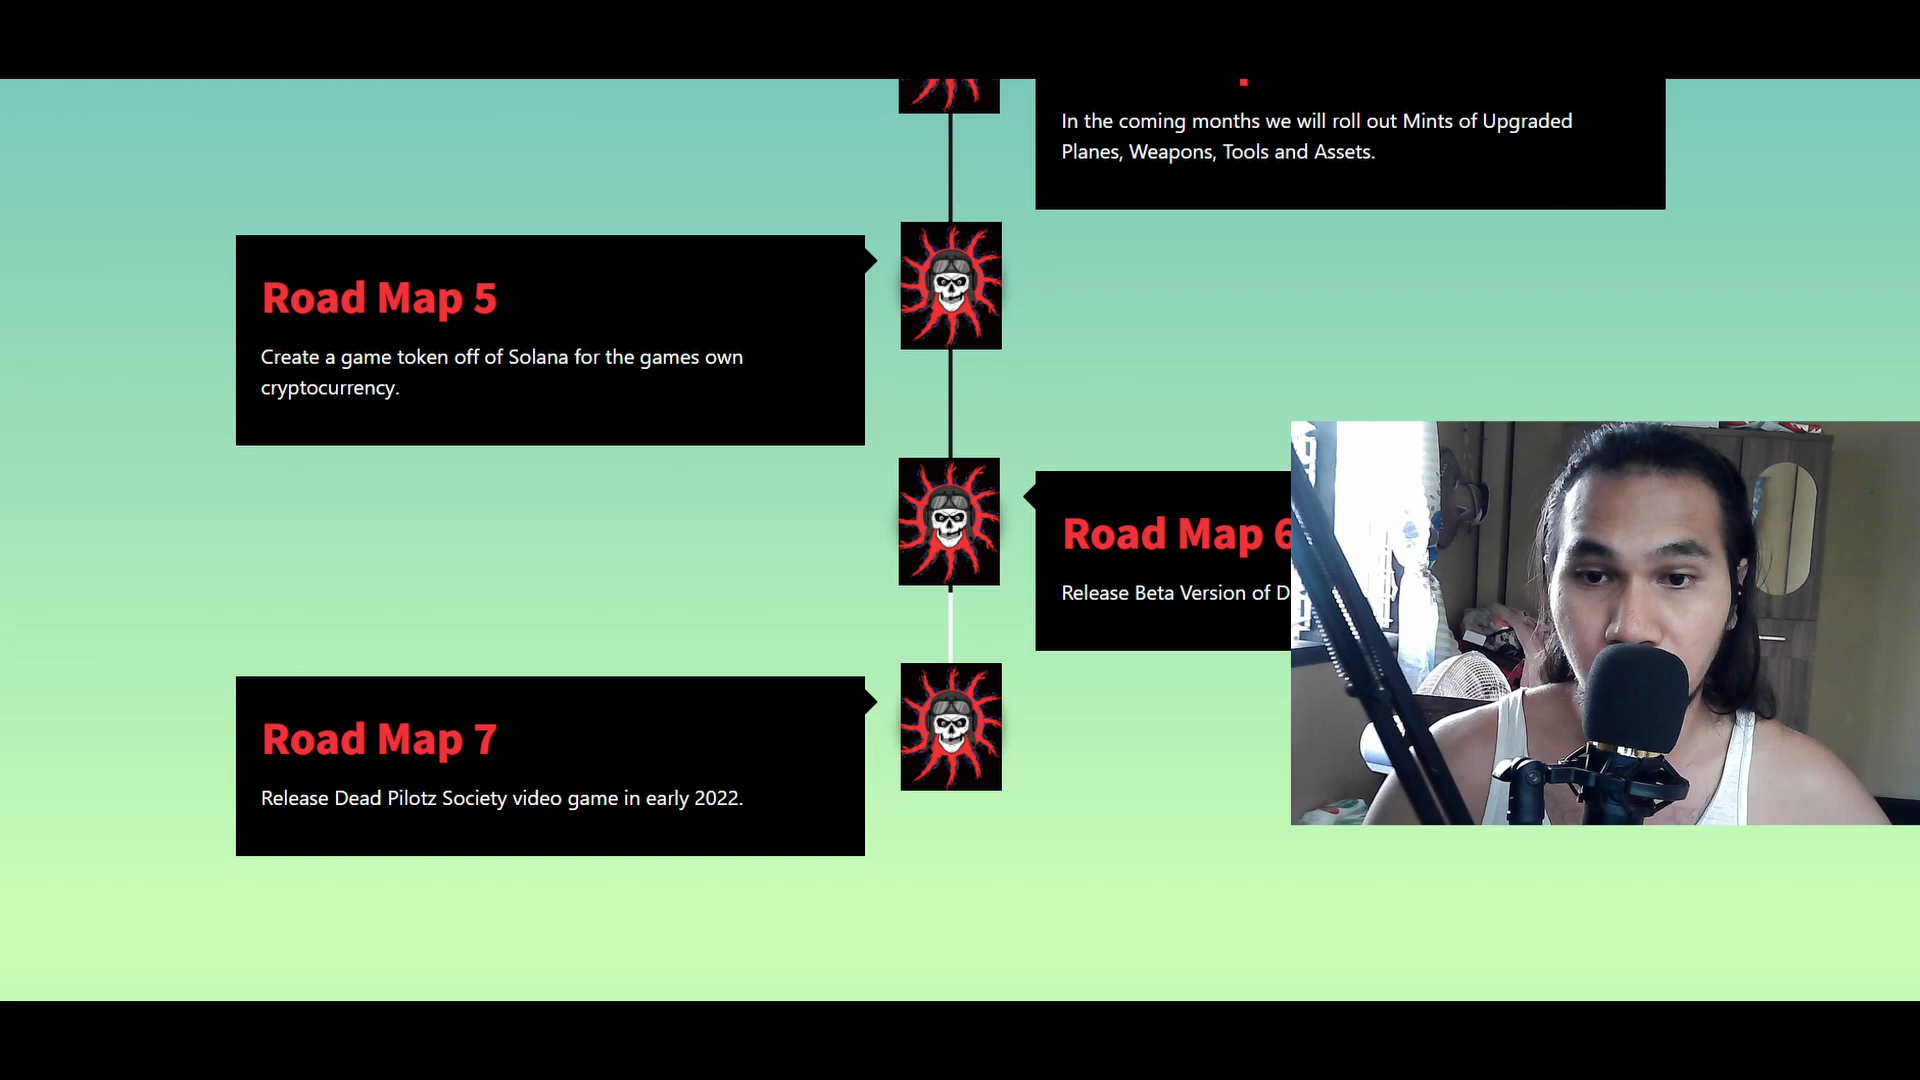 In the coming months we will roll out Mints of Upgraded
Planes, Weapons, Tools and Assets.
Road Map 5
Create a game token off of Solana for the games own
cryptocurrency.
Road Map 6
Release Beta Version of
Road Map 7
Release Dead Pilotz Society video game in early 2022.